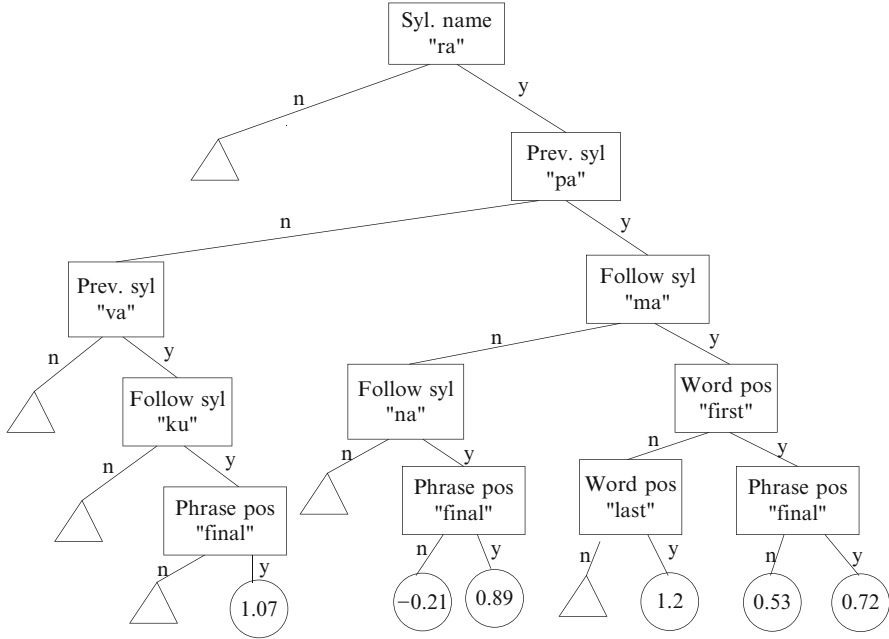 Syl. name
"ra"
n
y
Prev. syl
"pa"
n
y
Prev. syl
"va"
Follow syl
"ma"
n
y
n
y
Follow syl
"ku"
Follow syl
"na"
Word pos
"first"
n
y
n
y
n
y
Phrase pos
"final"
Phrase pos
"final"
Word pos
"last"
Phrase pos
"final"
n
y
n
y
n
y
n
y
1.07
−0.21
0.89
1.2
0.53
0.72